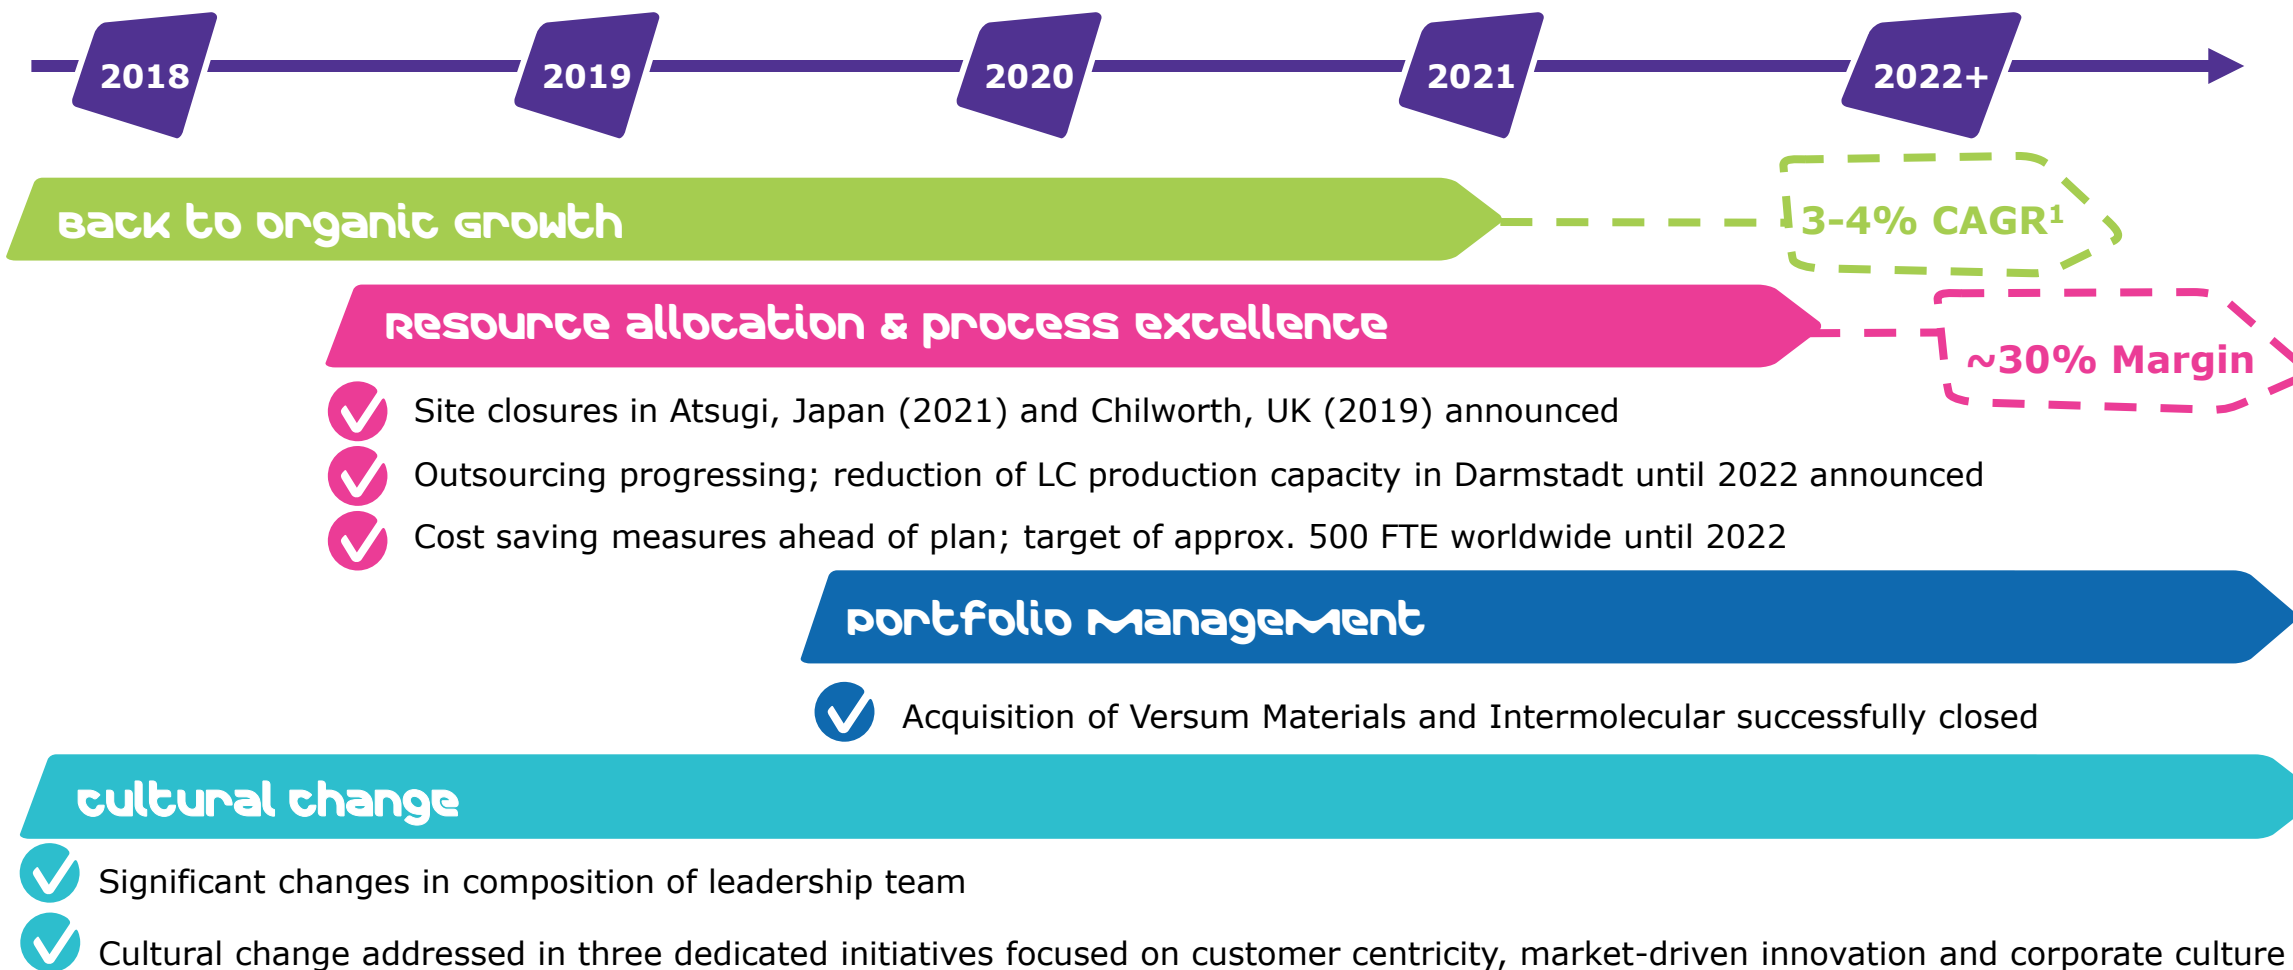 2018 2019 2020 2021 2022+
Back to organic Growth
3-4% CAGR¹
Resource allocation & process excellence
~30% Margin
Site closures in Atsugi, Japan (2021) and Chilworth, UK (2019) announced
Outsourcing progressing; reduction of LC production capacity in Darmstadt until 2022 announced
Cost saving measures ahead of plan; target of approx. 500 FTE worldwide until 2022
Portfolio Management
Acquisition of Versum Materials and Intermolecular successfully closed
cultural change
Significant changes in composition of leadership team
Cultural change addressed in three dedicated initiatives focused on customer centricity, market-driven innovation and corporate culture